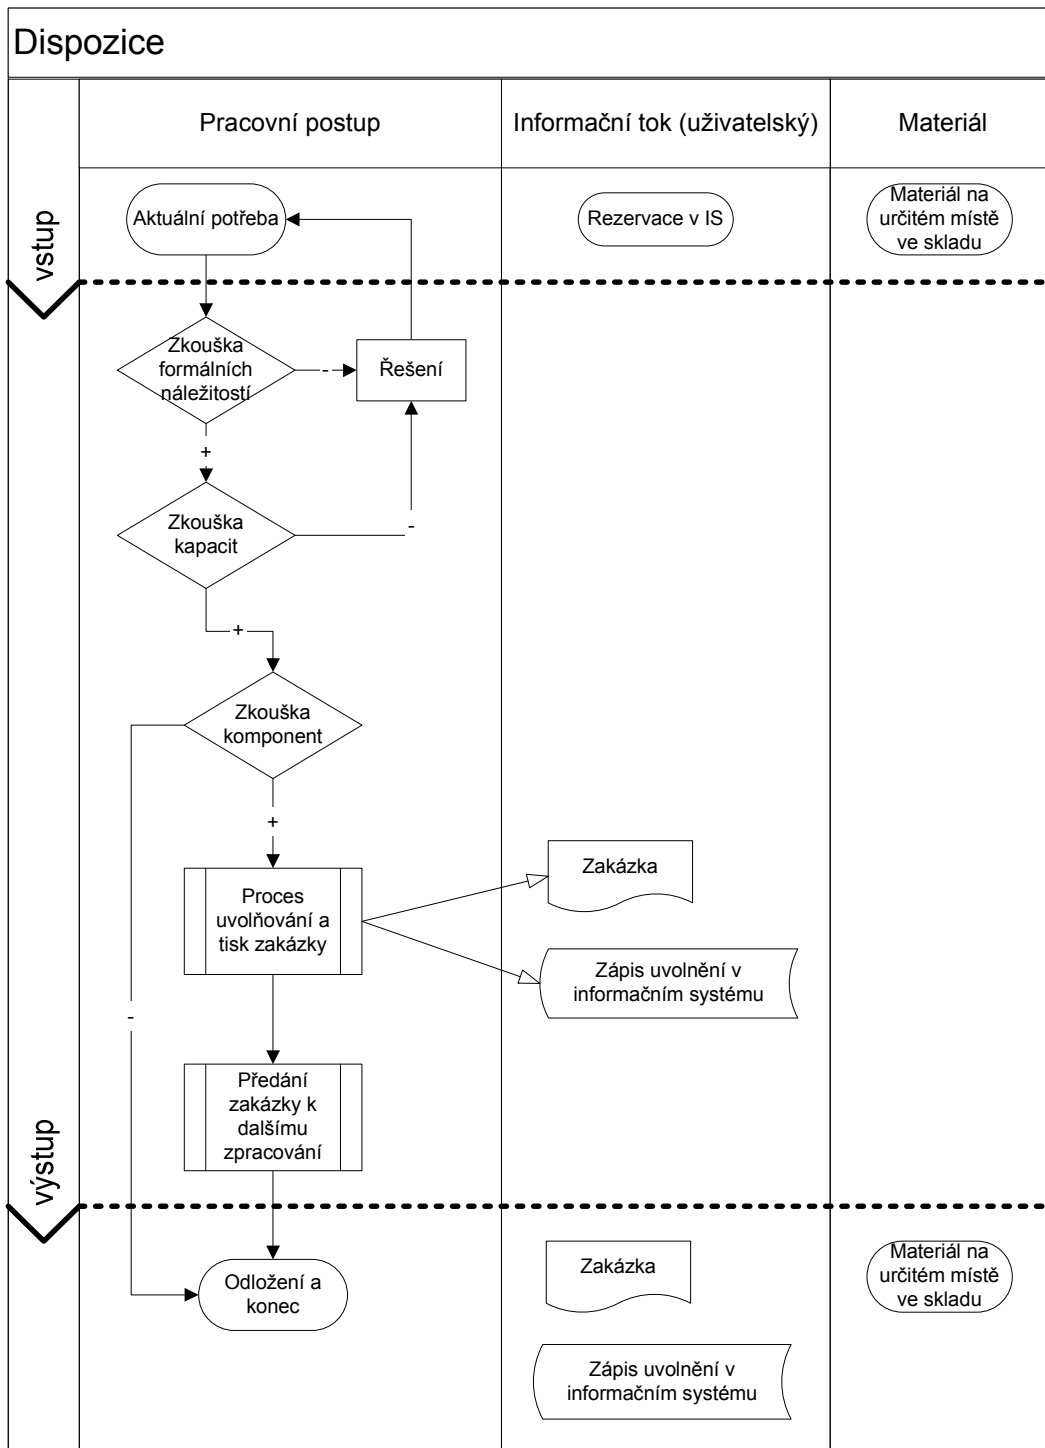 Dispozice
Pracovní postup
Informační tok (uživatelský)
Materiál
vstup
Aktuální potřeba
Rezervace v IS
Materiál na
určitém místě
ve skladu
Zkouška
formálních
náležitostí
-
Řešení
+
Zkouška
kapacit
-
+
Zkouška
komponent
+
Proces
uvolňování a
tisk zakázky
Zakázka
Zápis uvolnění v
informačním systému
-
Předání
zakázky k
dalšímu
zpracování
výstup
Odložení a
konec
Zakázka
Materiál na
určitém místě
ve skladu
Zápis uvolnění v
informačním systému